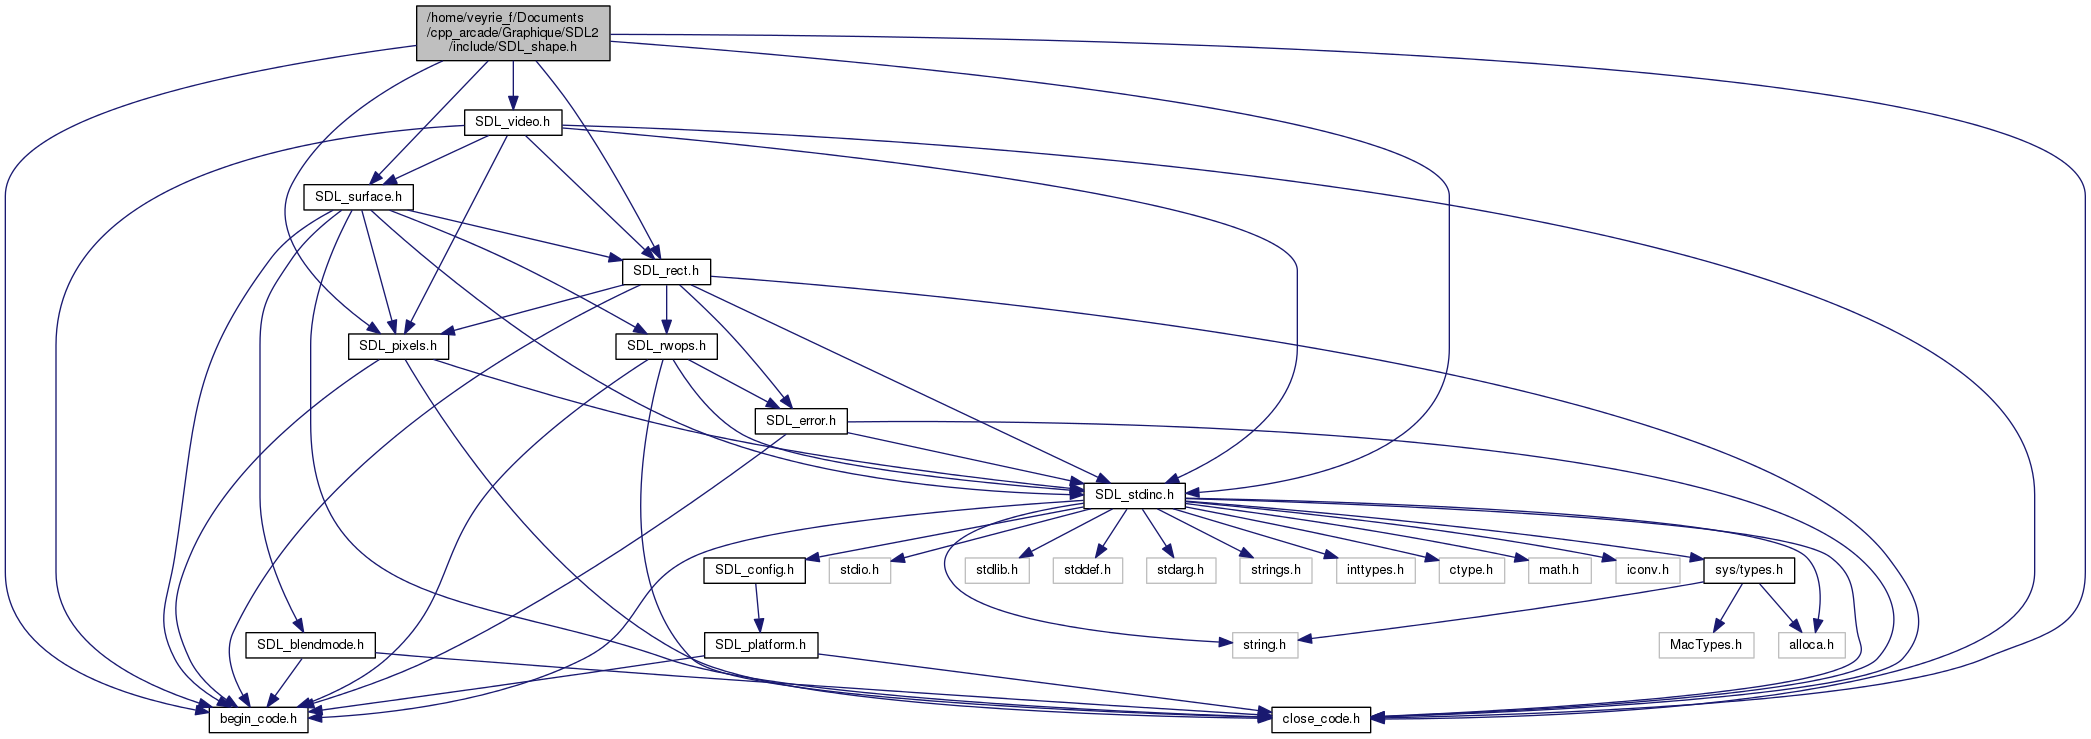 /home/veyrie_f/Documents
/cpp_arcade/Graphique/SDL2
/include/SDL_shape.h
SDL_video.h
SDL_surface.h
SDL_rect.h
SDL_pixels.h
SDL_rwops.h
SDL_error.h
SDL_stdinc.h
SDL_config.h
stdio.h
stdlib.h
stddef.h
stdarg.h
strings.h
inttypes.h
ctype.h
math.h
iconv.h
sys/types.h
SDL_blendmode.h
SDL_platform.h
string.h
MacTypes.h
alloca.h
begin_code.h
close_code.h